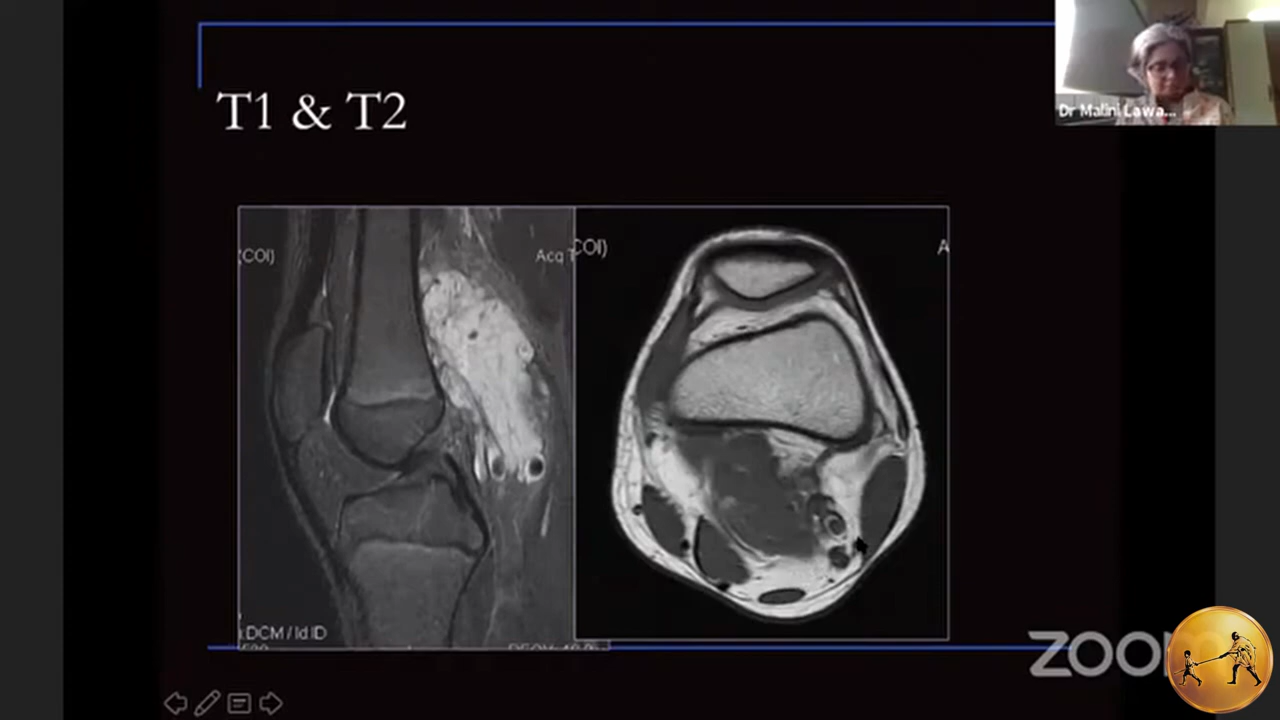 Dr Malini Lawa...
T1 & T2
(COI)
Acq T
COI)
A
:DCM / Id:ID
zoom